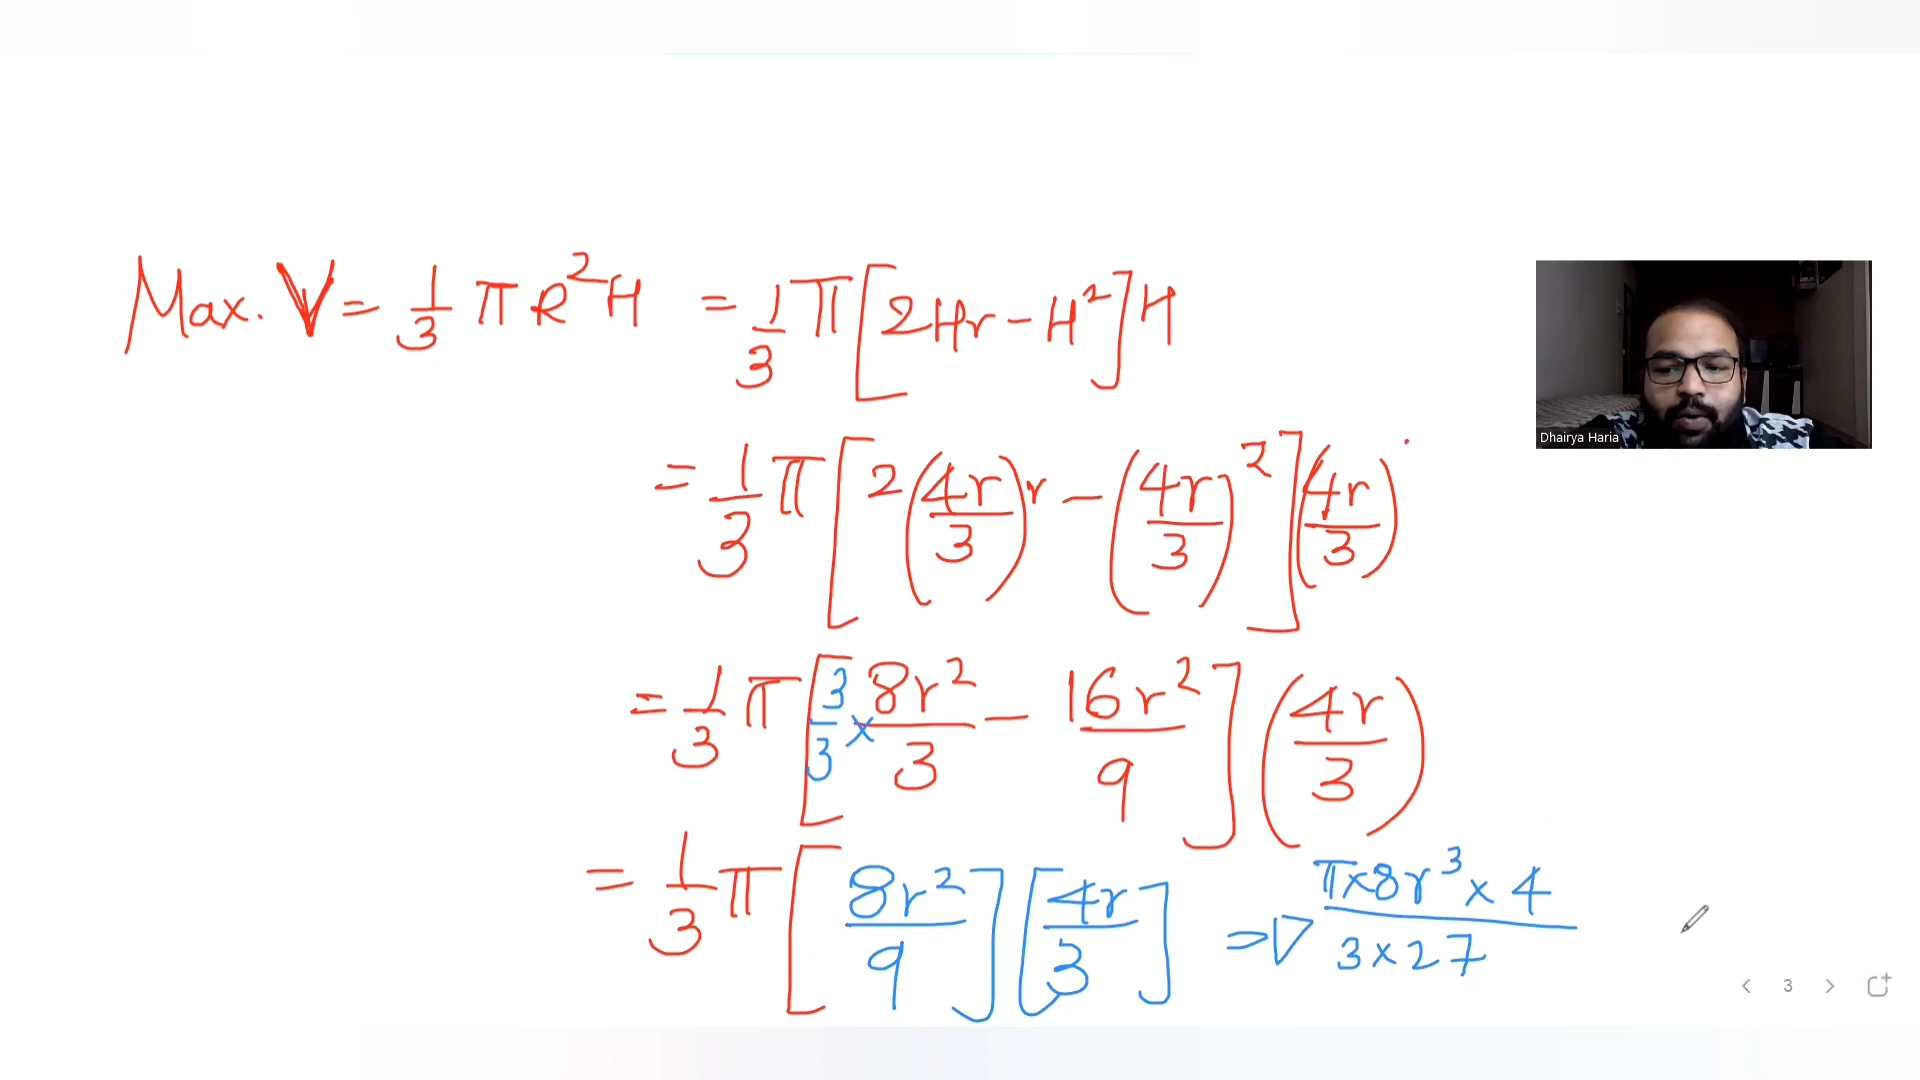 Max. V = 1/3 π R²H = 1/3 π [2Hr - H²] H
= 1/3 π [2 (4r/3) r - (4r/3)²] (4r/3)
= 1/3 π [3/3 × 8r²/3 - 16r²/9] (4r/3)
= 1/3 π [8r²/9] [4r/3] ⇒ π×8r³×4 / 3×27
Dhairya Haria
< 3 >